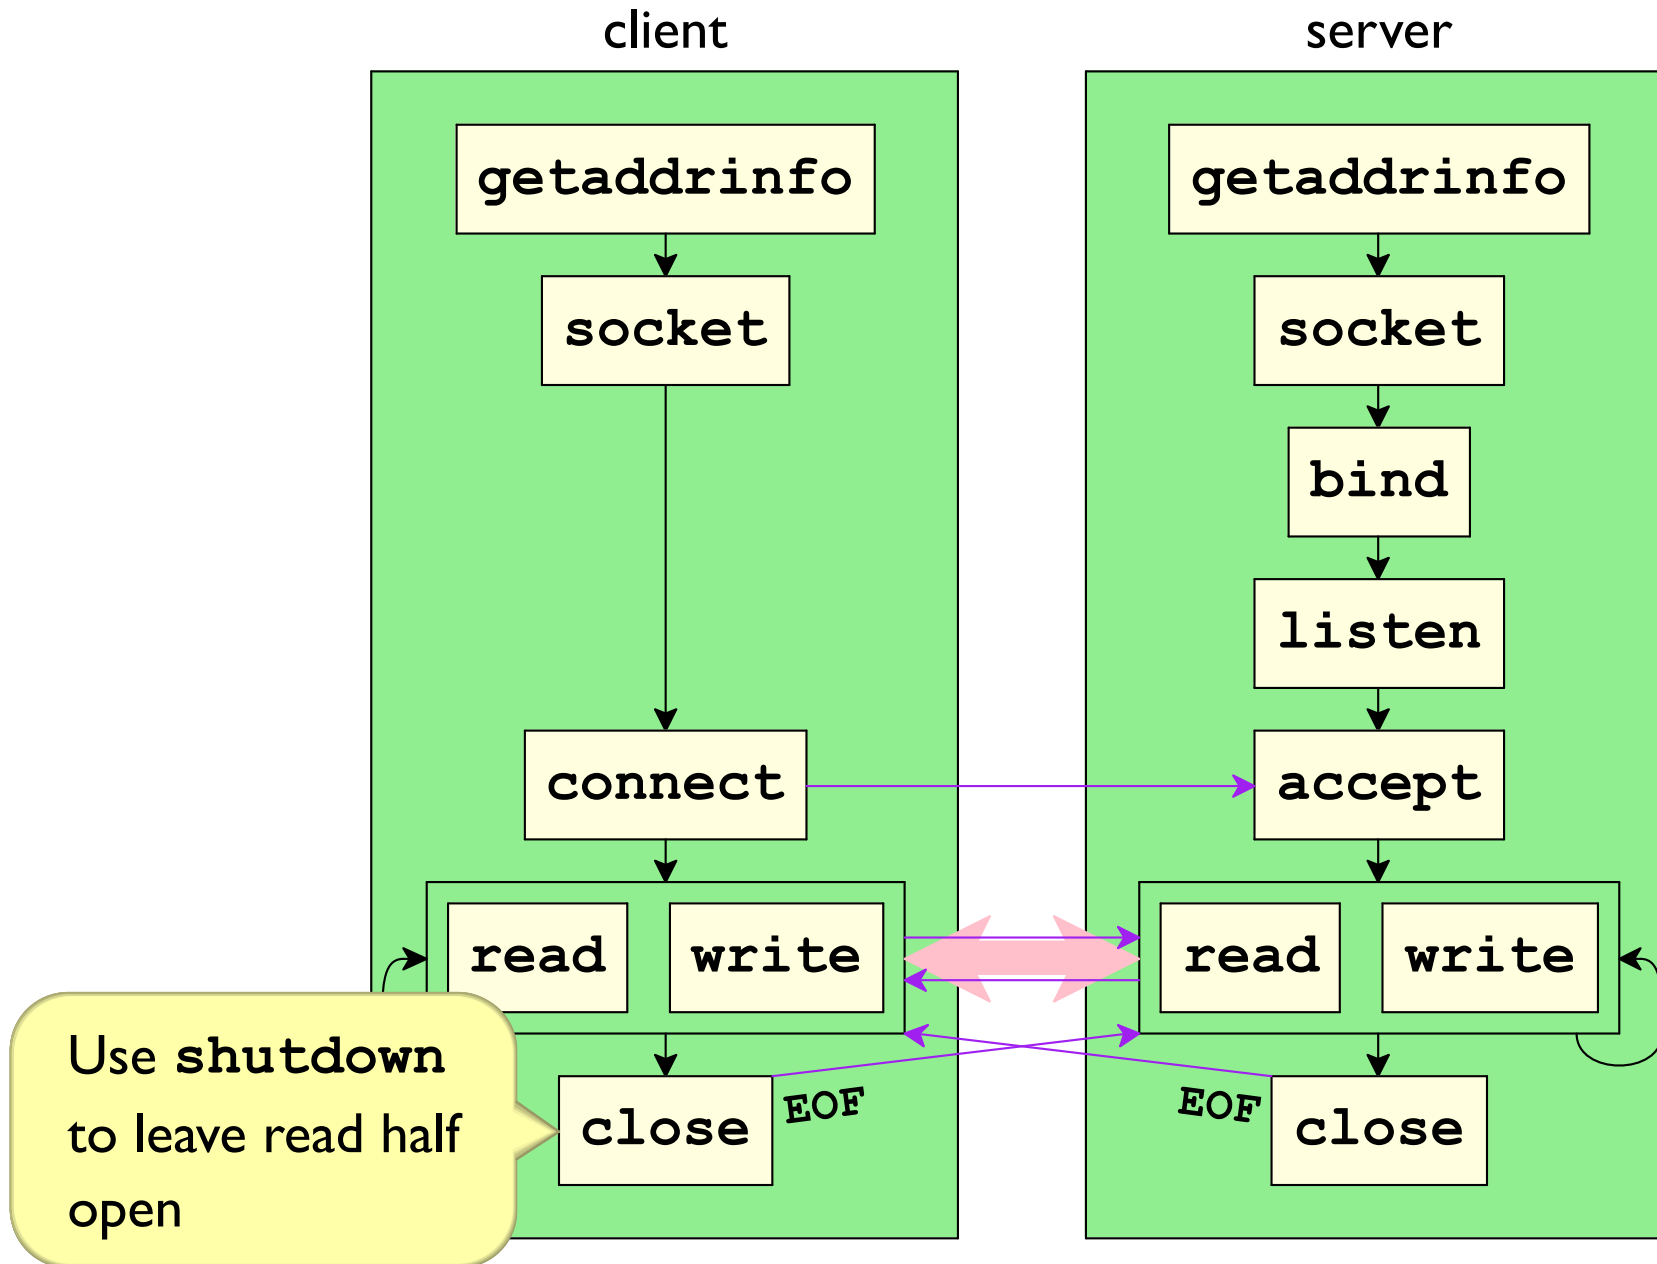 client
server
getaddrinfo
getaddrinfo
socket
socket
bind
listen
connect
accept
read
write
read
write
Use shutdown
to leave read half
open
close
EOF
EOF
close